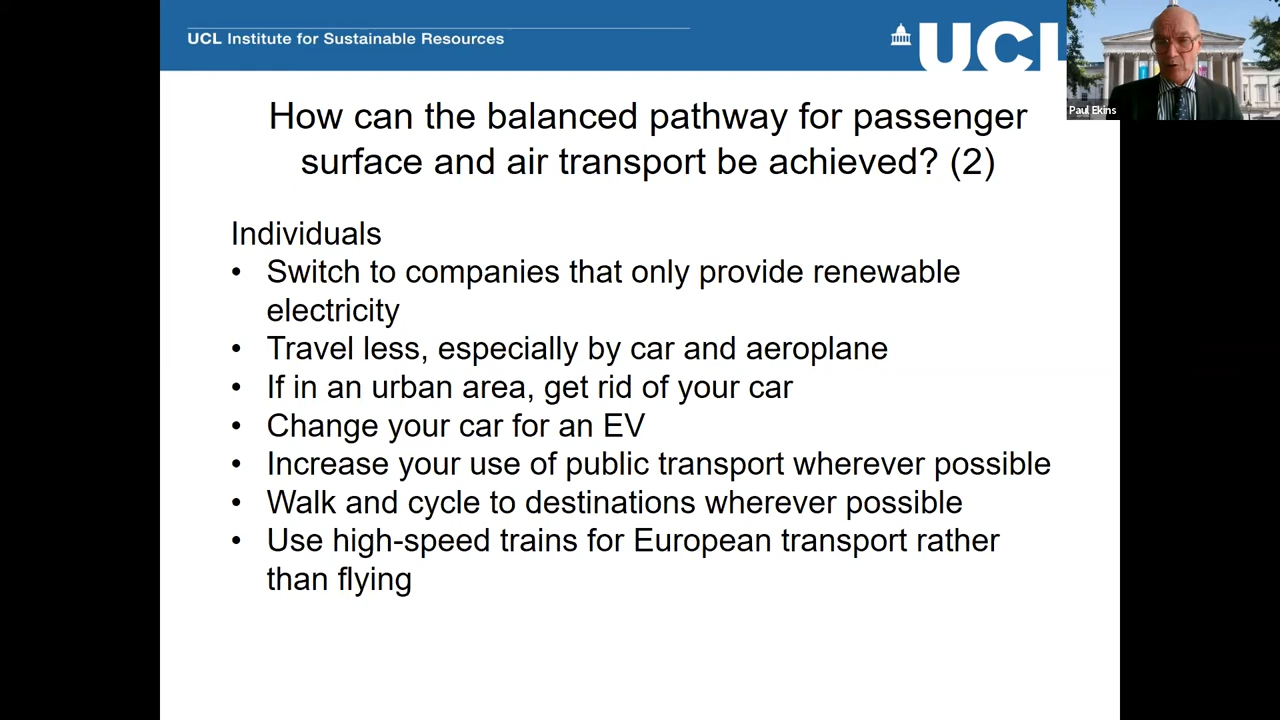 UCL Institute for Sustainable Resources
UCL
Paul Ekins
How can the balanced pathway for passenger
surface and air transport be achieved? (2)
Individuals
• Switch to companies that only provide renewable
electricity
• Travel less, especially by car and aeroplane
• If in an urban area, get rid of your car
• Change your car for an EV
• Increase your use of public transport wherever possible
• Walk and cycle to destinations wherever possible
• Use high-speed trains for European transport rather
than flying